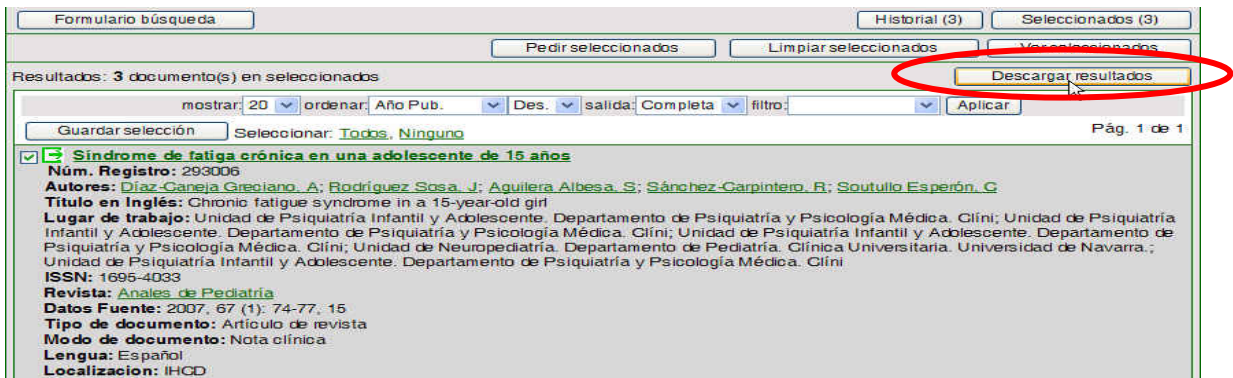 Formulario búsqueda Historial (3) Seleccionados (3)
Pedir seleccionados Limpiar seleccionados Ver seleccionados
Resultados: 3 documento(s) en seleccionados Descargar resultados
mostrar: 20 ordenar: Año Pub. Des. salida: Completa filtro: Aplicar
Guardar selección Seleccionar: Todos, Ninguno Pág. 1 de 1
Síndrome de fatiga crónica en una adolescente de 15 años
Núm. Registro: 293006
Autores: Díaz-Caneja Greciano, A; Rodríguez Sosa, J; Aguilera Albesa, S; Sánchez-Carpintero, R; Soutullo Esperón, C
Título en Inglés: Chronic fatigue syndrome in a 15-year-old girl
Lugar de trabajo: Unidad de Psiquiatría Infantil y Adolescente. Departamento de Psiquiatría y Psicología Médica. Clíni; Unidad de Psiquiatría
Infantil y Adolescente. Departamento de Psiquiatría y Psicología Médica. Clíni; Unidad de Psiquiatría Infantil y Adolescente. Departamento de
Psiquiatría y Psicología Médica. Clíni; Unidad de Neuropediatría. Departamento de Pediatría. Clínica Universitaria. Universidad de Navarra.;
Unidad de Psiquiatría Infantil y Adolescente. Departamento de Psiquiatría y Psicología Médica. Clíni
ISSN: 1695-4033
Revista: Anales de Pediatría
Datos Fuente: 2007, 67 (1): 74-77, 15
Tipo de documento: Artículo de revista
Modo de documento: Nota clínica
Lengua: Español
Localizacion: IHCD